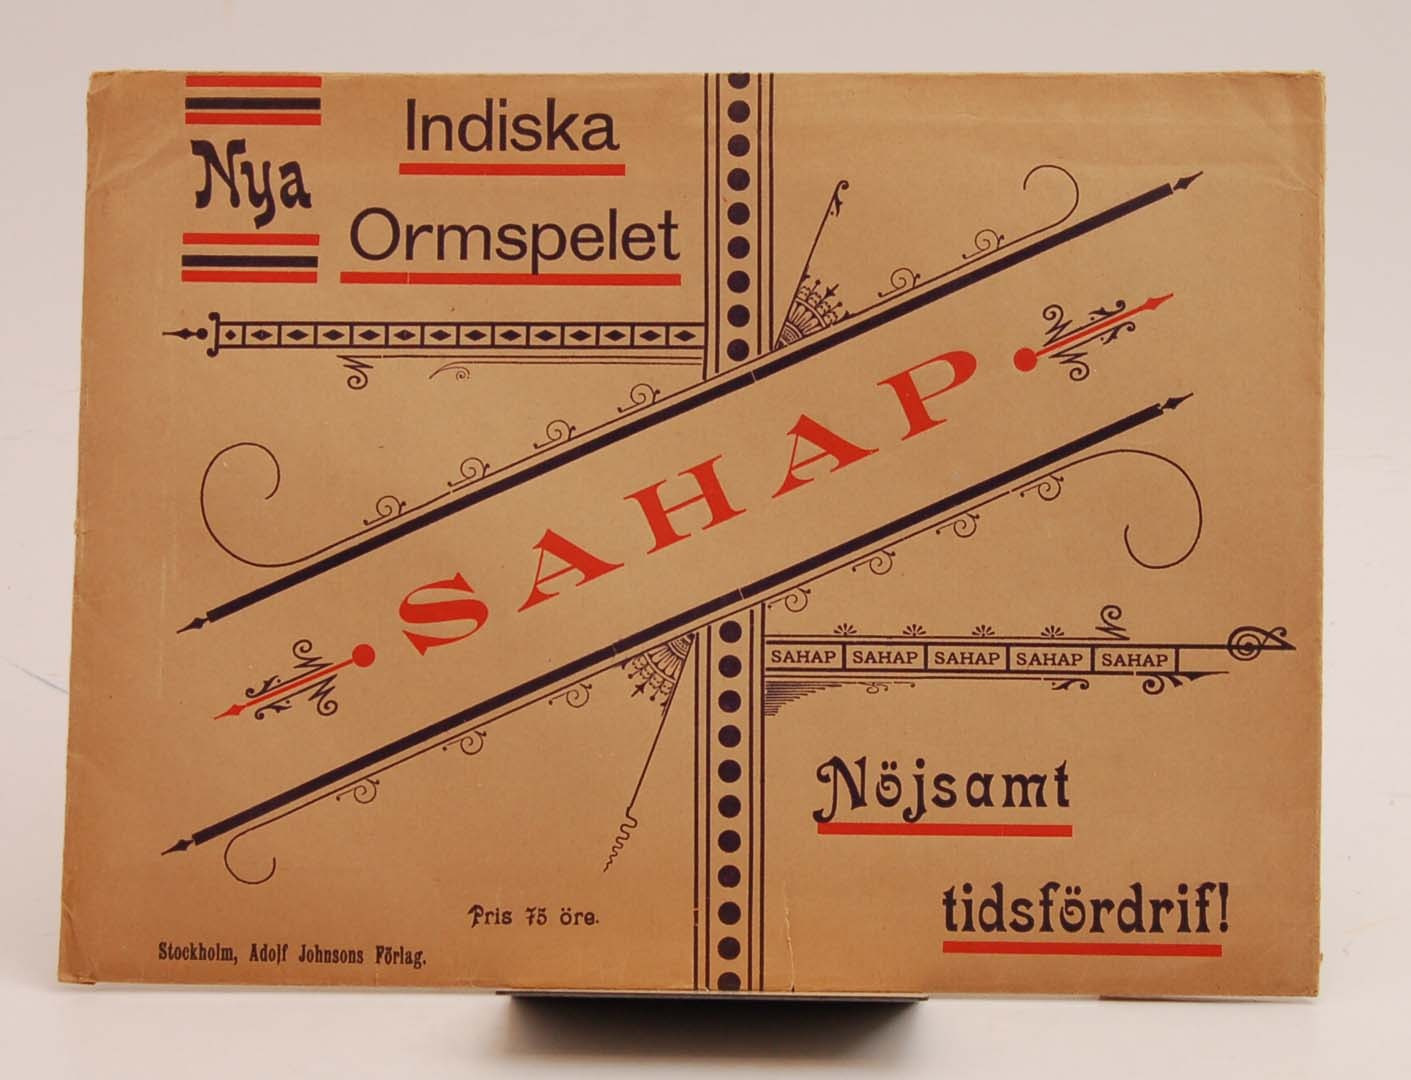 Nya
Indiska
Ormspelet
SAHAP.
SAHAP SAHAP SAHAP SAHAP SAHAP
Nöjsamt
tidsfördrif!
Pris 75 öre.
Stockholm, Adolf Johnsons Förlag.